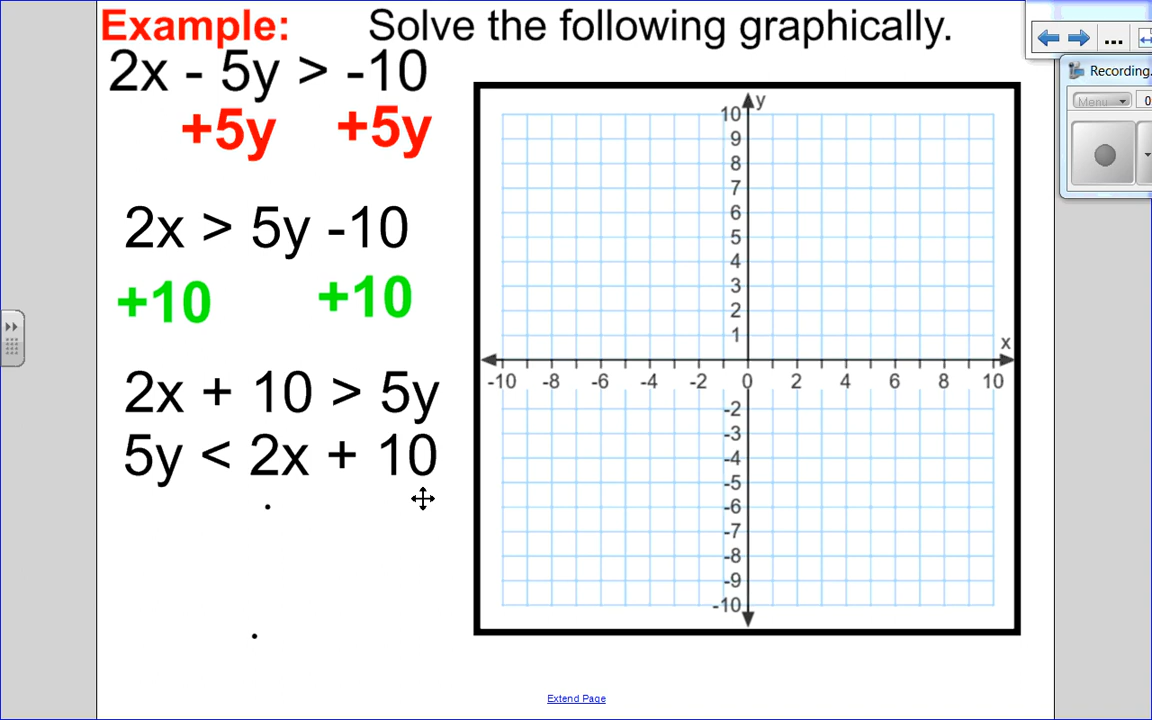 Example: Solve the following graphically.
2x - 5y > -10
+5y +5y
2x > 5y -10
+10 +10
2x + 10 > 5y
5y < 2x + 10
y
10
9
8
7
6
5
4
3
2
1
x
-10 -8 -6 -4 -2 0 2 4 6 8 10
-2
-3
-4
-5
-6
-7
-8
-9
-10
Extend Page
...
Recording.
Menu 0